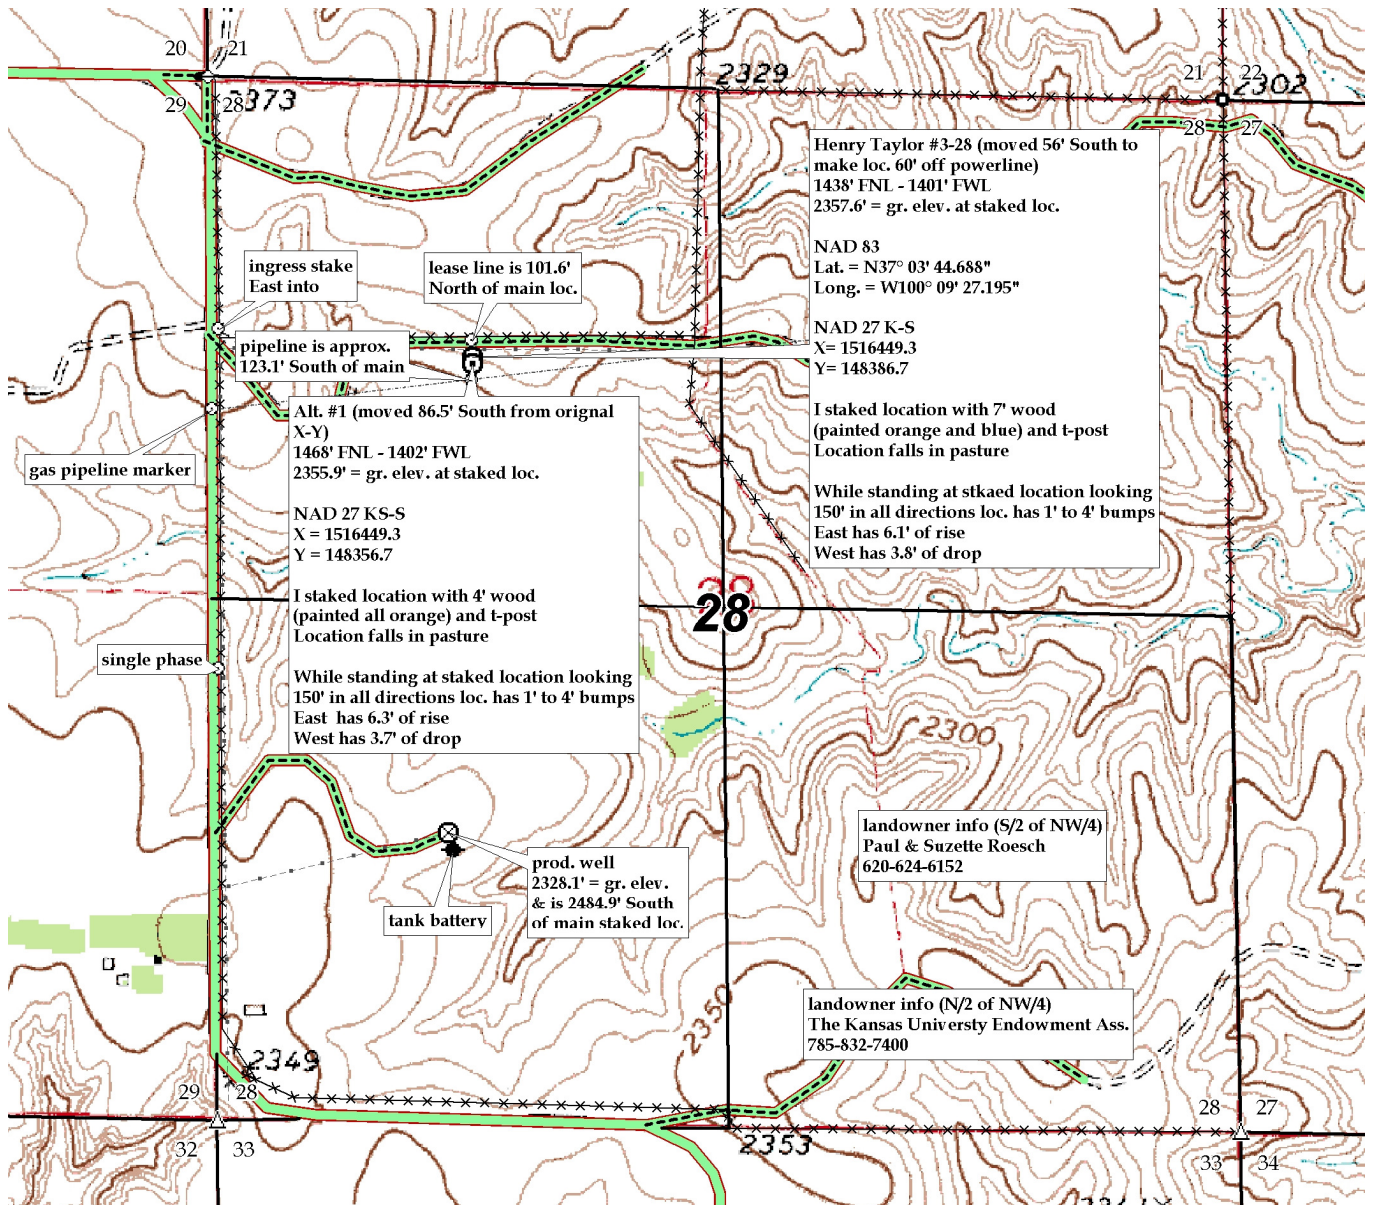 20
21
2329
21
22
2302
29
28
2373
28
27
Henry Taylor #3-28 (moved 56' South to
make loc. 60' off powerline)
1438' FNL - 1401' FWL
2357.6' = gr. elev. at staked loc.
NAD 83
Lat. = N37° 03' 44.688"
Long. = W100° 09' 27.195"
NAD 27 K-S
X= 1516449.3
Y= 148386.7
I staked location with 7' wood
(painted orange and blue) and t-post
Location falls in pasture
While standing at stkaed location looking
150' in all directions loc. has 1' to 4' bumps
East has 6.1' of rise
West has 3.8' of drop
ingress stake
East into
lease line is 101.6'
North of main loc.
pipeline is approx.
123.1' South of main
Alt. #1 (moved 86.5' South from orignal
X-Y)
1468' FNL - 1402' FWL
2355.9' = gr. elev. at staked loc.
NAD 27 KS-S
X = 1516449.3
Y = 148356.7
I staked location with 4' wood
(painted all orange) and t-post
Location falls in pasture
While standing at staked location looking
150' in all directions loc. has 1' to 4' bumps
East  has 6.3' of rise
West has 3.7' of drop
gas pipeline marker
28
28
single phase
2300
landowner info (S/2 of NW/4)
Paul & Suzette Roesch
620-624-6152
prod. well
2328.1' = gr. elev.
& is 2484.9' South
of main staked loc.
tank battery
2350
landowner info (N/2 of NW/4)
The Kansas Universty Endowment Ass.
785-832-7400
2349
29
28
28
27
32
33
2353
33
34